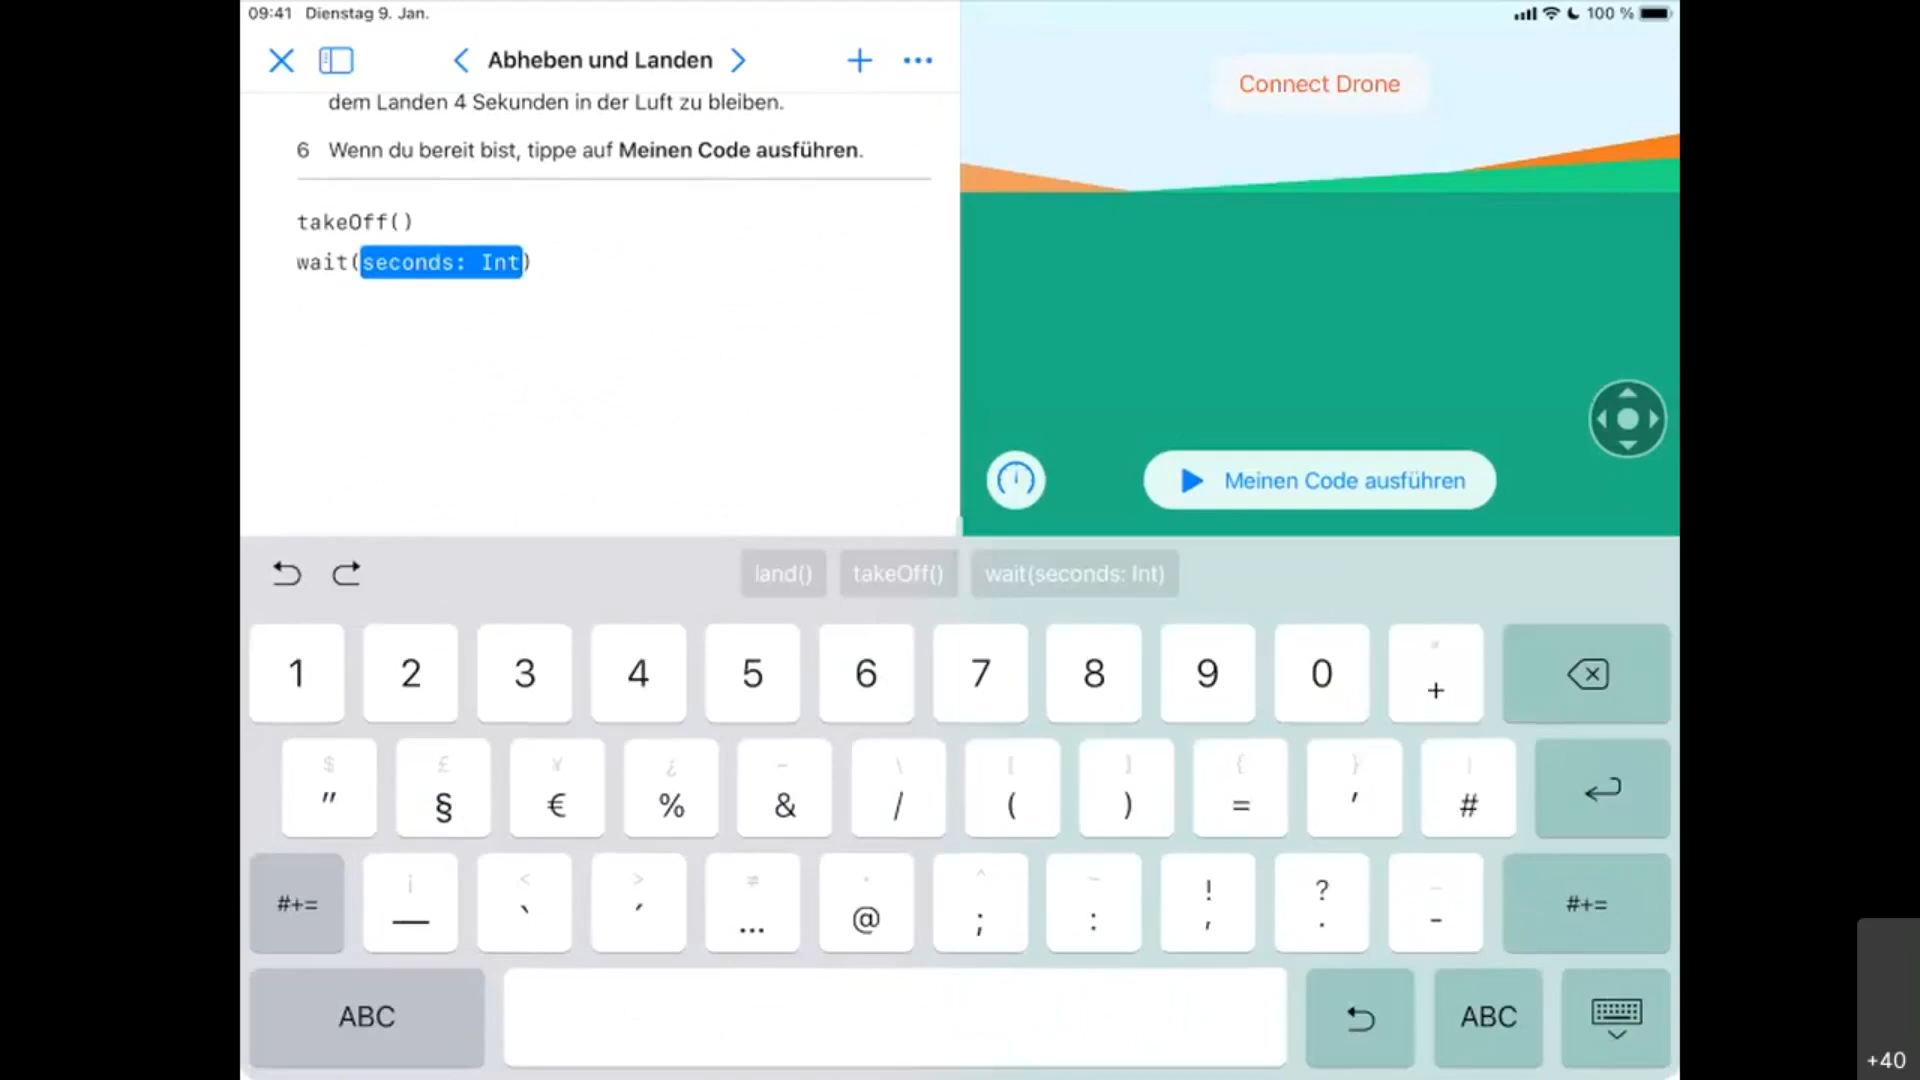 09:41 Dienstag 9. Jan.
100 %
Abheben und Landen
Connect Drone
dem Landen 4 Sekunden in der Luft zu bleiben.
6 Wenn du bereit bist, tippe auf Meinen Code ausführen.
takeOff()
wait(seconds: Int)
Meinen Code ausführen
land() takeOff() wait(seconds: Int)
1 2 3 4 5 6 7 8 9 0 +
$ £ ¥ ¿ \ [ ] { } |
" § € % & / ( ) = ' #
¡ < > ≠ ^ ! ?
#+= — ` ´ … @ ; : , . - #+=
ABC ABC
+40